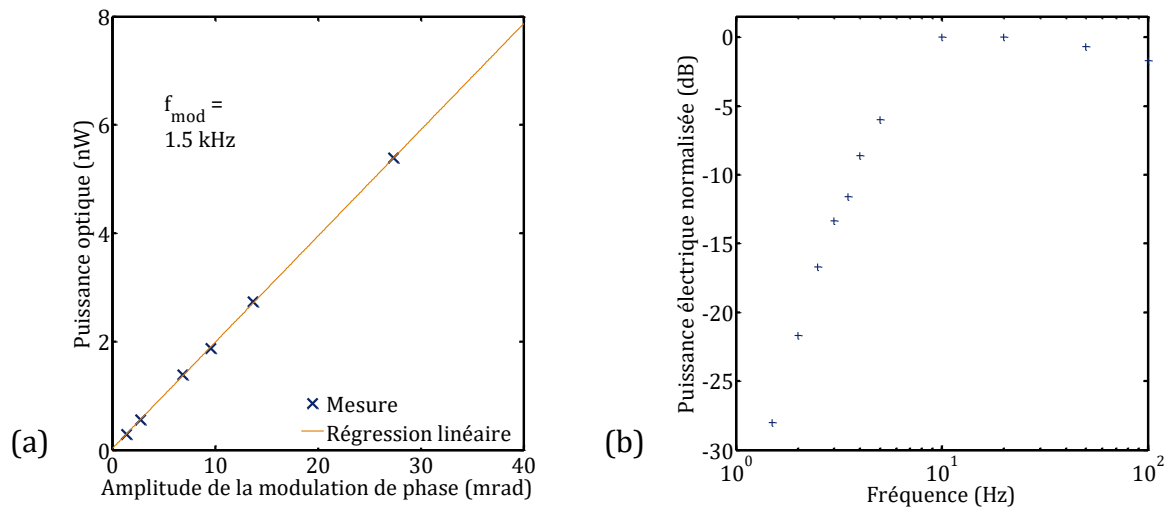 (a)
Puissance optique (nW)
8
6
4
2
0
f_mod =
1.5 kHz
Mesure
Régression linéaire
0 10 20 30 40
Amplitude de la modulation de phase (mrad)
(b)
Puissance électrique normalisée (dB)
0
-5
-10
-15
-20
-25
-30
10^0 10^1 10^2
Fréquence (Hz)